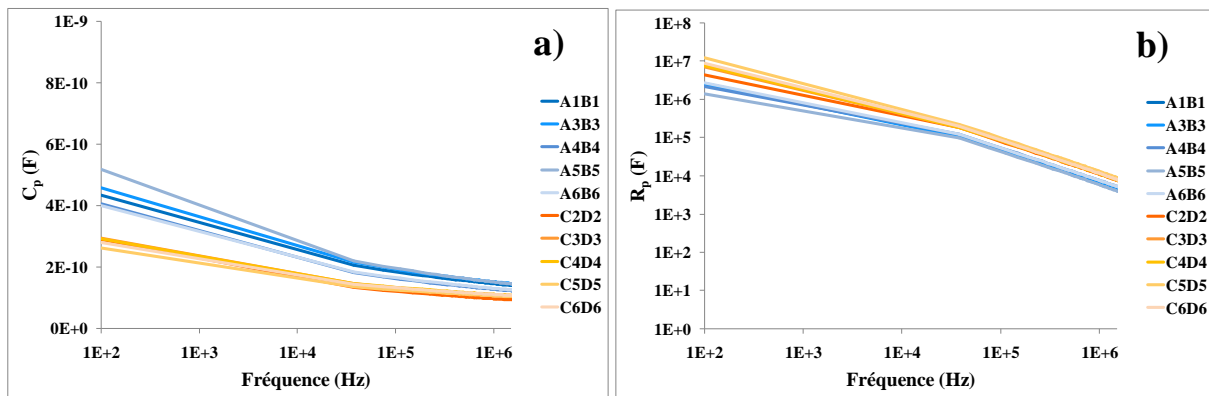 a)
C_p (F)
1E-9
8E-10
6E-10
4E-10
2E-10
0E+0
1E+2 1E+3 1E+4 1E+5 1E+6
Fréquence (Hz)
A1B1
A3B3
A4B4
A5B5
A6B6
C2D2
C3D3
C4D4
C5D5
C6D6
b)
R_p (F)
1E+8
1E+7
1E+6
1E+5
1E+4
1E+3
1E+2
1E+1
1E+0
1E+2 1E+3 1E+4 1E+5 1E+6
Fréquence (Hz)
A1B1
A3B3
A4B4
A5B5
A6B6
C2D2
C3D3
C4D4
C5D5
C6D6